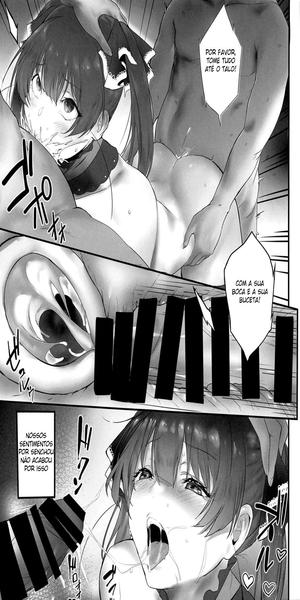 POR FAVOR,
TOME TUDO
ATÉ O TALO!
COM A SUA
BOCA E A SUA
BUCETA!
NOSSOS
SENTIMENTOS
POR SENCHOU
NÃO ACABOU
POR ISSO